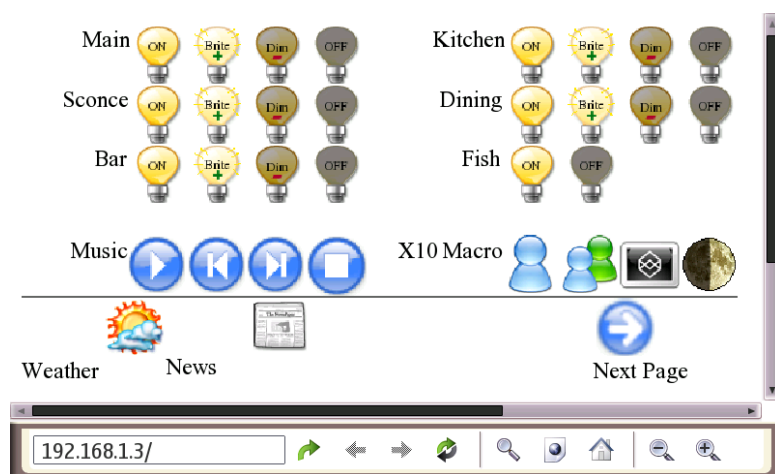 Main ON Brite Dim OFF Kitchen ON Brite Dim OFF
Sconce ON Brite Dim OFF Dining ON Brite Dim OFF
Bar ON Brite Dim OFF Fish ON OFF
Music X10 Macro
Weather News Next Page
192.168.1.3/